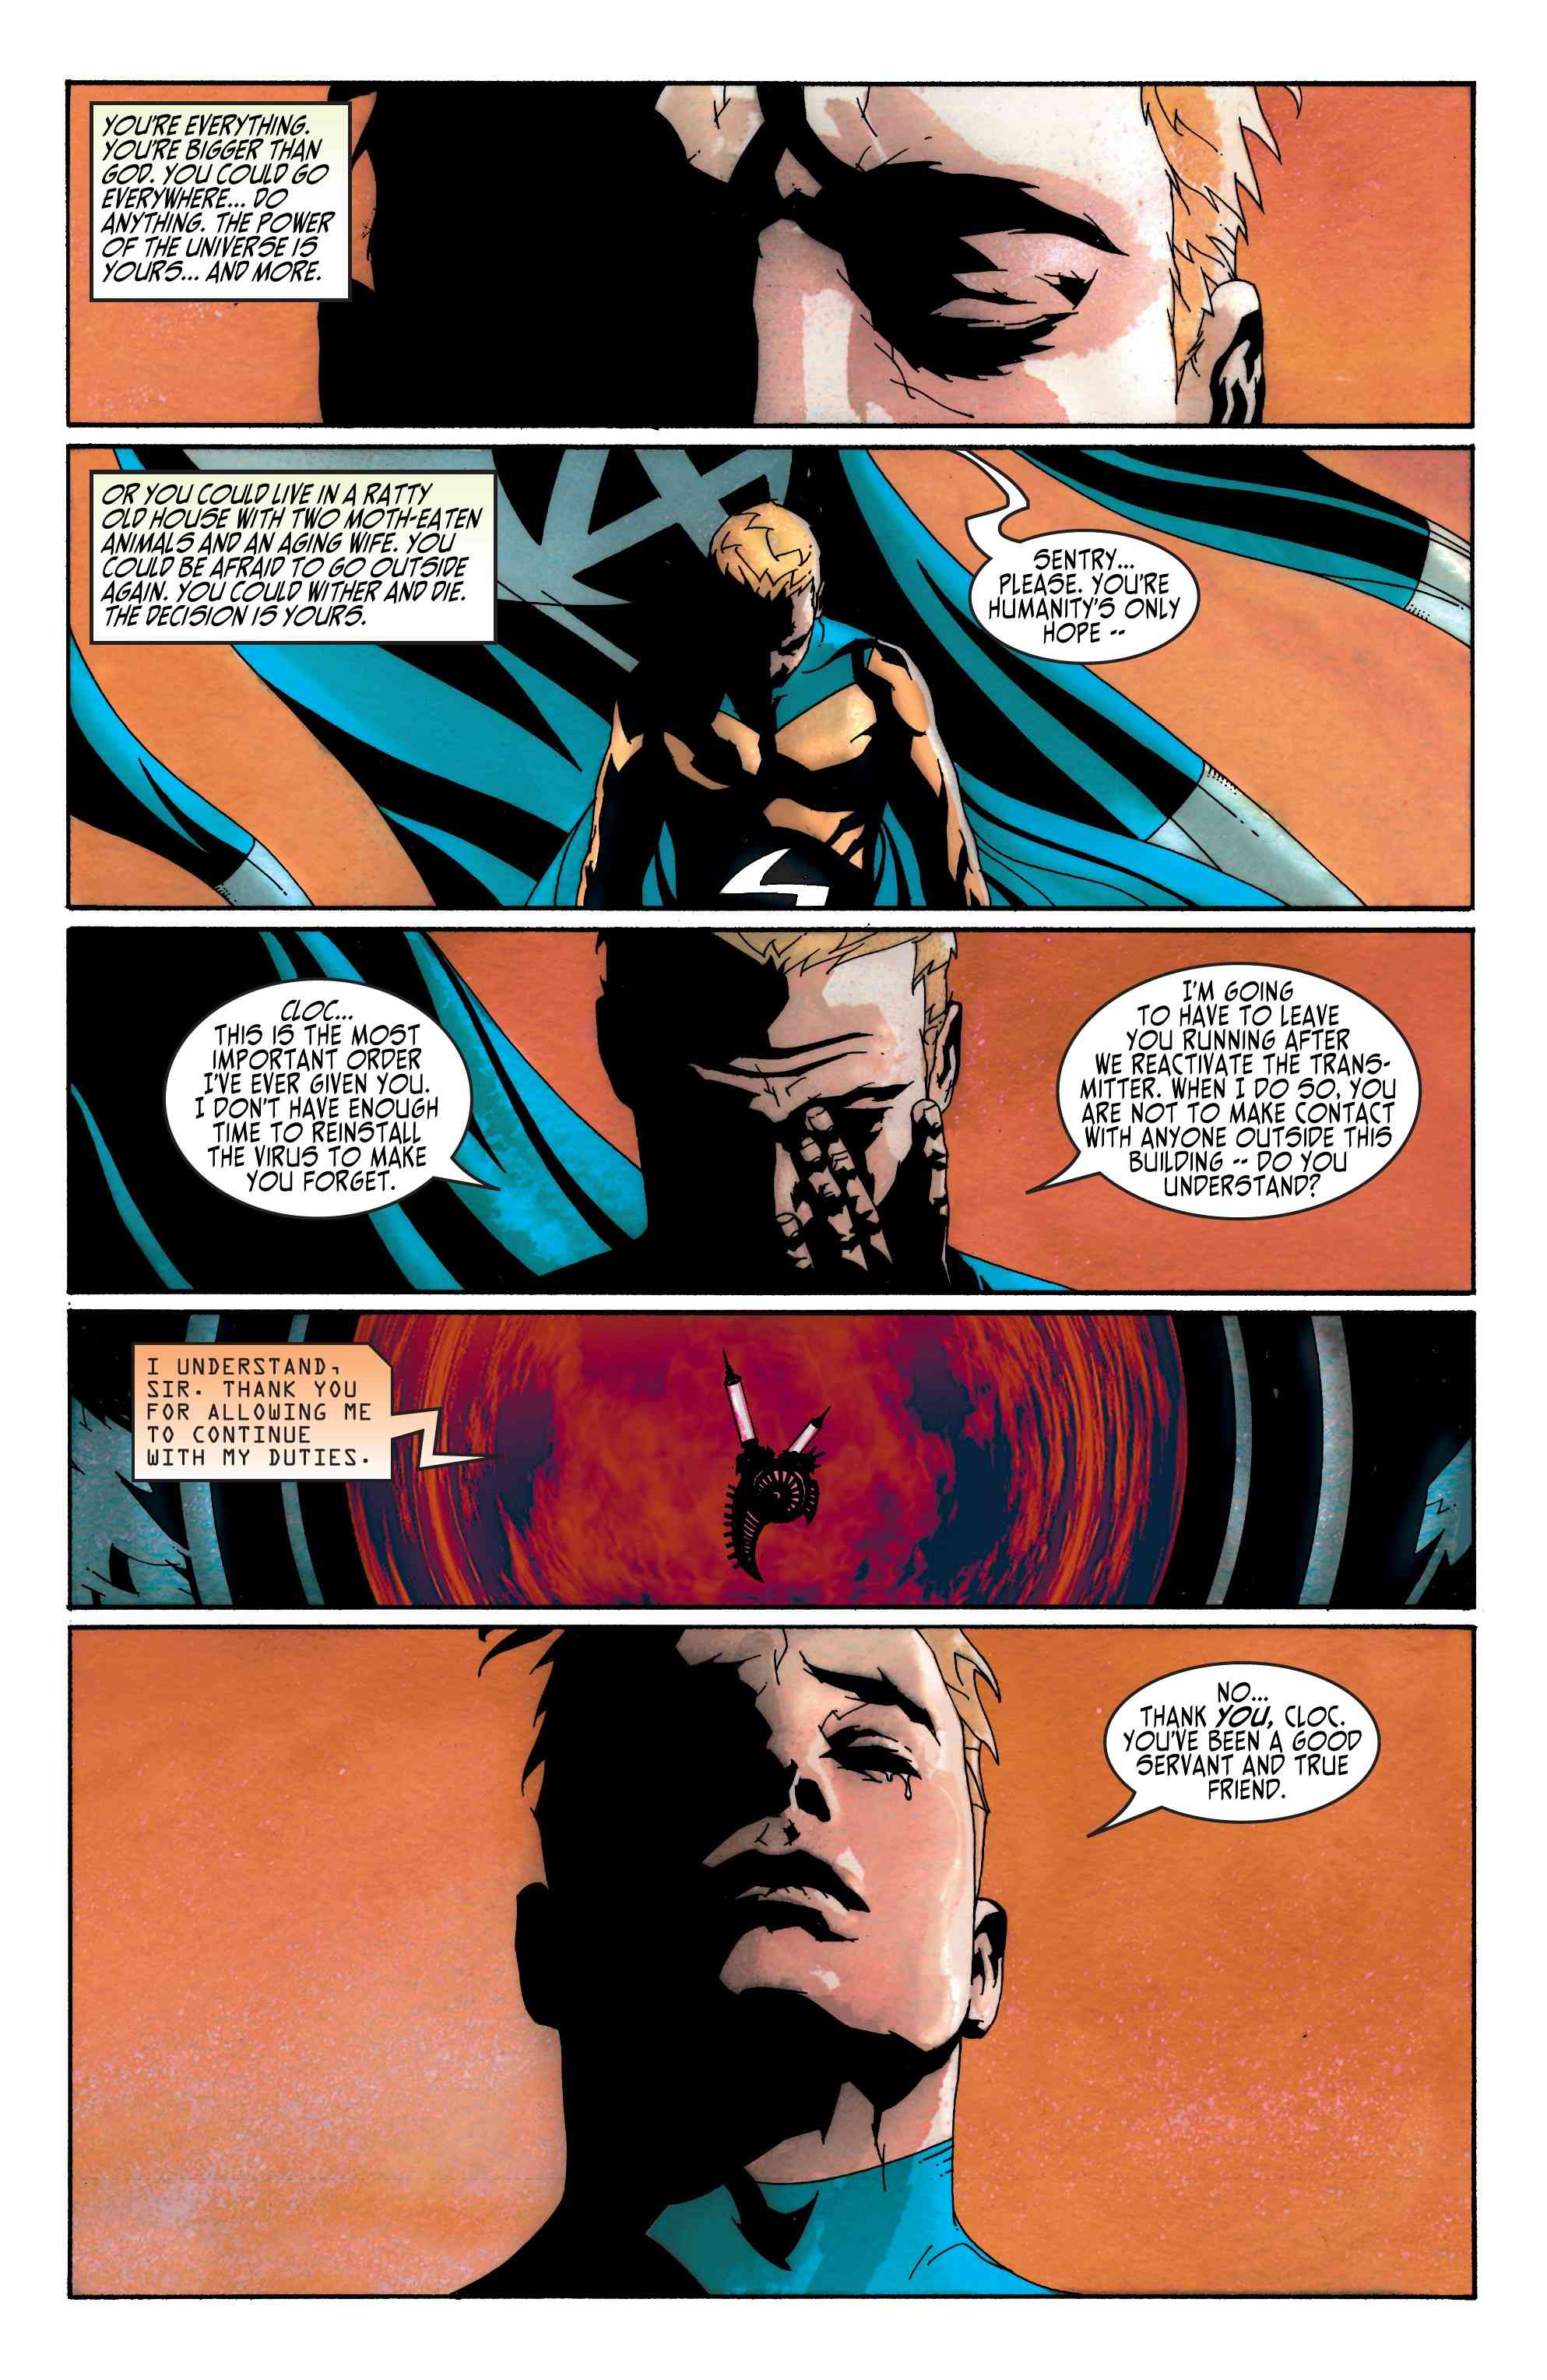 YOU'RE EVERYTHING.
YOU'RE BIGGER THAN
GOD. YOU COULD GO
EVERYWHERE... DO
ANYTHING. THE POWER
OF THE UNIVERSE IS
YOURS... AND MORE.
OR YOU COULD LIVE IN A RATTY
OLD HOUSE WITH TWO MOTH-EATEN
ANIMALS AND AN AGING WIFE. YOU
COULD BE AFRAID TO GO OUTSIDE
AGAIN. YOU COULD WITHER AND DIE.
THE DECISION IS YOURS.
SENTRY...
PLEASE. YOU'RE
HUMANITY'S ONLY
HOPE --
CLOC...
THIS IS THE MOST
IMPORTANT ORDER
I'VE EVER GIVEN YOU.
I DON'T HAVE ENOUGH
TIME TO REINSTALL
THE VIRUS TO MAKE
YOU FORGET.
I'M GOING
TO HAVE TO LEAVE
YOU RUNNING AFTER
WE REACTIVATE THE TRANS-
MITTER. WHEN I DO SO, YOU
ARE NOT TO MAKE CONTACT
WITH ANYONE OUTSIDE THIS
BUILDING -- DO YOU
UNDERSTAND?
I UNDERSTAND,
SIR. THANK YOU
FOR ALLOWING ME
TO CONTINUE
WITH MY DUTIES.
NO...
THANK YOU, CLOC.
YOU'VE BEEN A GOOD
SERVANT AND TRUE
FRIEND.